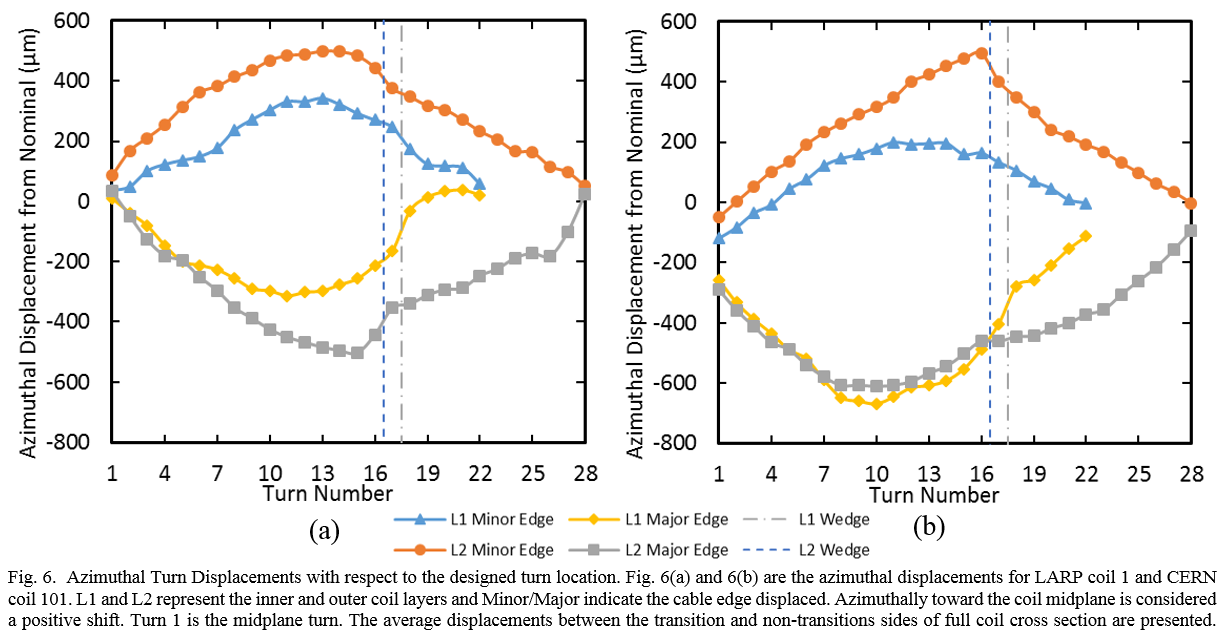 Azimuthal Displacement from Nominal (µm)
600
400
200
0
-200
-400
-600
-800
1
4
7
10
13
16
19
22
25
28
Turn Number
(a)
Azimuthal Displacement from Nominal (µm)
600
400
200
0
-200
-400
-600
-800
1
4
7
10
13
16
19
22
25
28
Turn Number
(b)
L1 Minor Edge
L1 Major Edge
L1 Wedge
L2 Minor Edge
L2 Major Edge
L2 Wedge
Fig. 6. Azimuthal Turn Displacements with respect to the designed turn location. Fig. 6(a) and 6(b) are the azimuthal displacements for LARP coil 1 and CERN
coil 101. L1 and L2 represent the inner and outer coil layers and Minor/Major indicate the cable edge displaced. Azimuthally toward the coil midplane is considered
a positive shift. Turn 1 is the midplane turn. The average displacements between the transition and non-transitions sides of full coil cross section are presented.